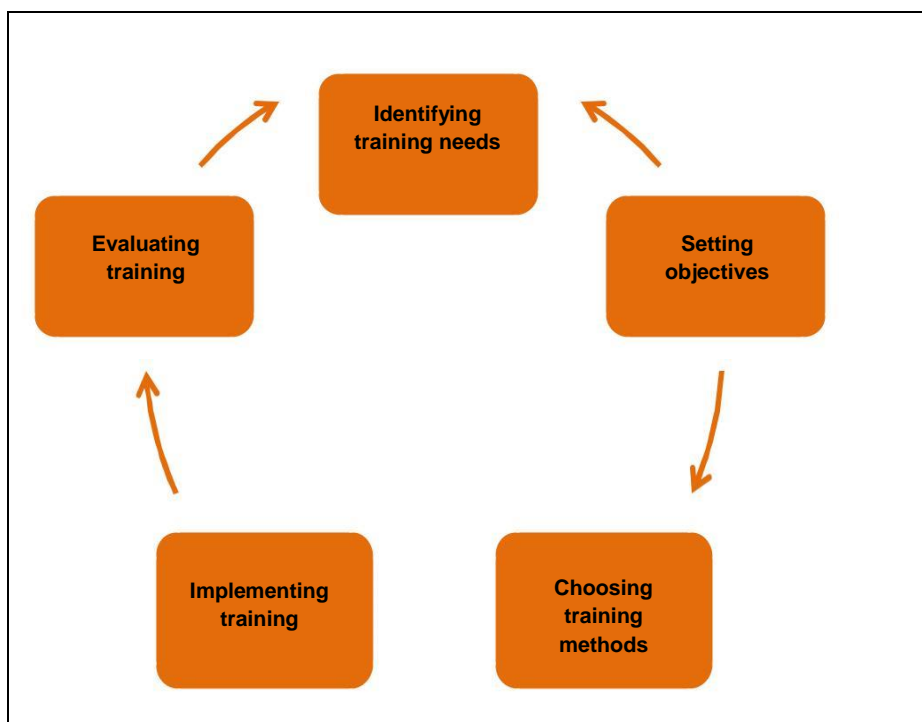 Identifying
training needs
Evaluating
training
Setting
objectives
Implementing
training
Choosing
training
methods